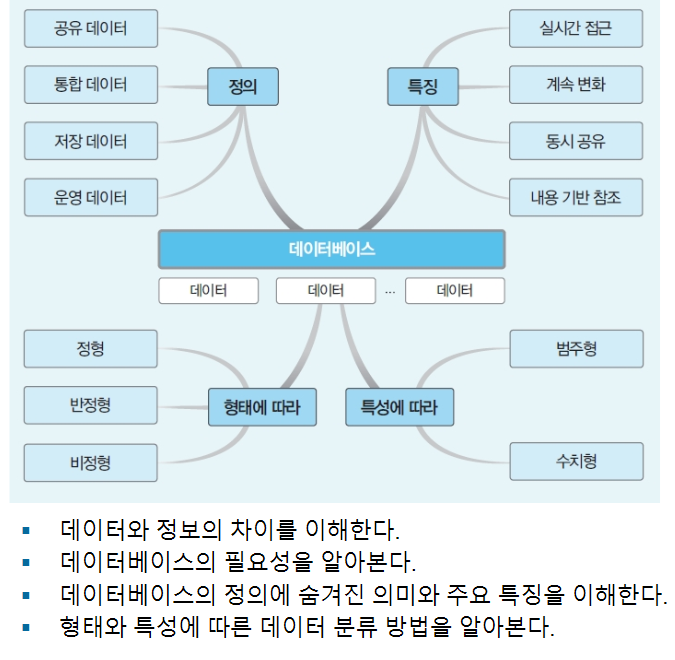 공유 데이터
통합 데이터
저장 데이터
운영 데이터
정의
특징
실시간 접근
계속 변화
동시 공유
내용 기반 참조
데이터베이스
데이터
데이터
...
데이터
정형
반정형
비정형
형태에 따라
특성에 따라
범주형
수치형
▪ 데이터와 정보의 차이를 이해한다.
▪ 데이터베이스의 필요성을 알아본다.
▪ 데이터베이스의 정의에 숨겨진 의미와 주요 특징을 이해한다.
▪ 형태와 특성에 따른 데이터 분류 방법을 알아본다.